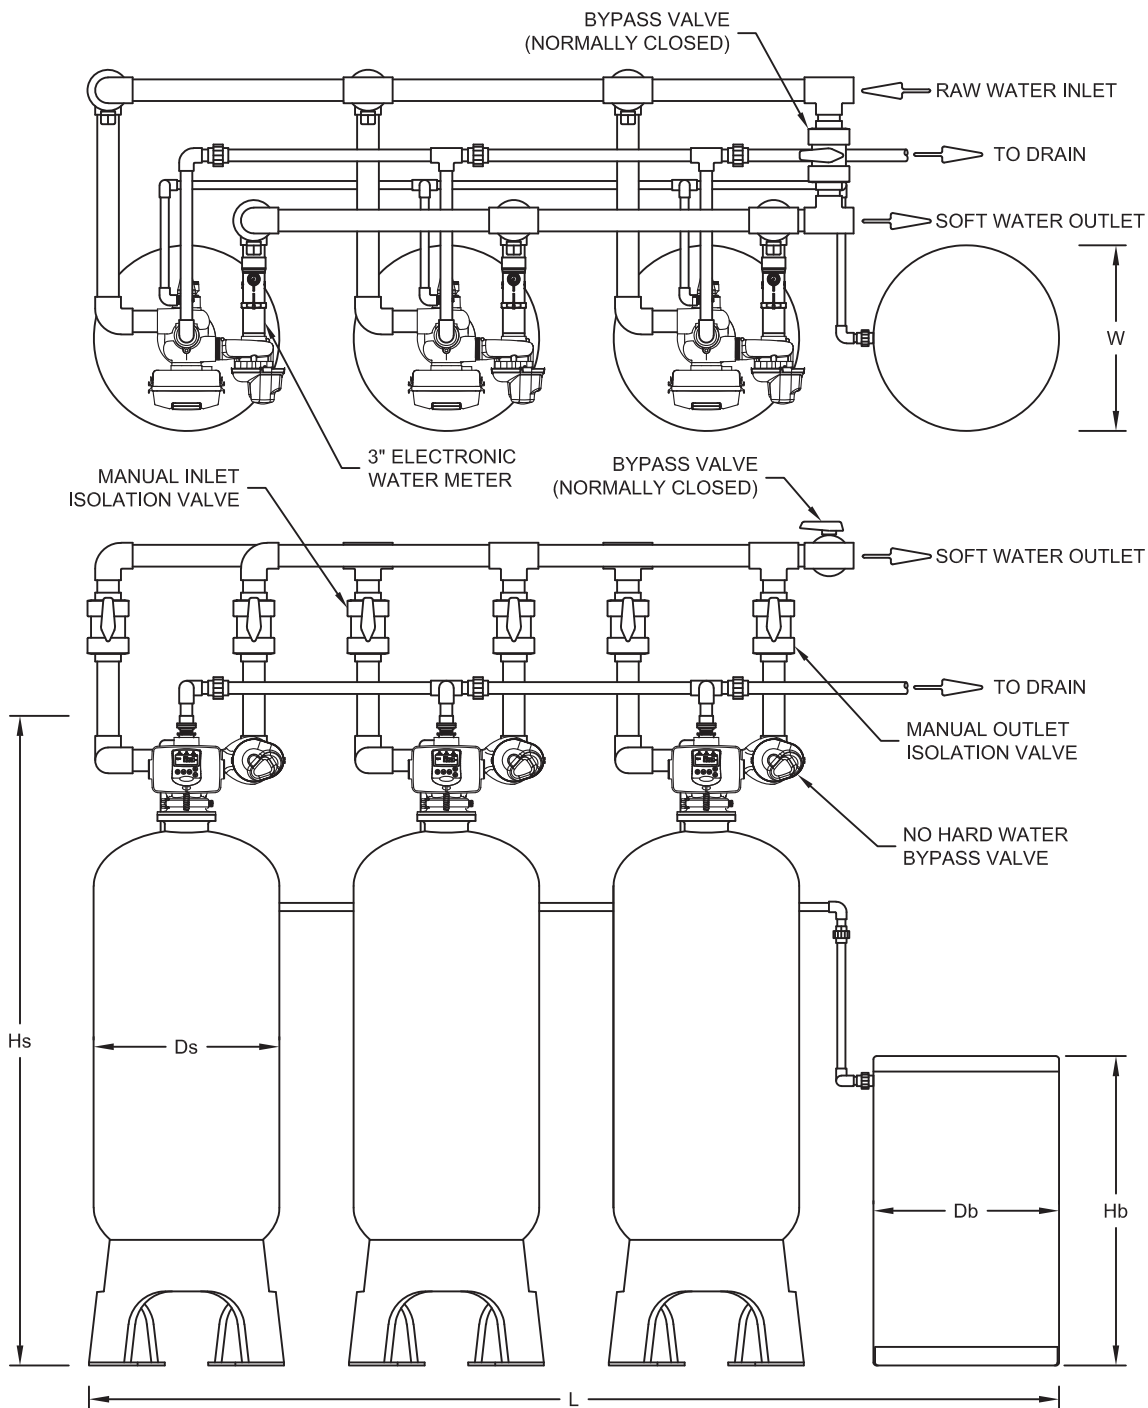 BYPASS VALVE
(NORMALLY CLOSED)
RAW WATER INLET
TO DRAIN
SOFT WATER OUTLET
W
3" ELECTRONIC
WATER METER
MANUAL INLET
ISOLATION VALVE
BYPASS VALVE
(NORMALLY CLOSED)
SOFT WATER OUTLET
TO DRAIN
MANUAL OUTLET
ISOLATION VALVE
NO HARD WATER
BYPASS VALVE
Hs
Ds
Db
Hb
L